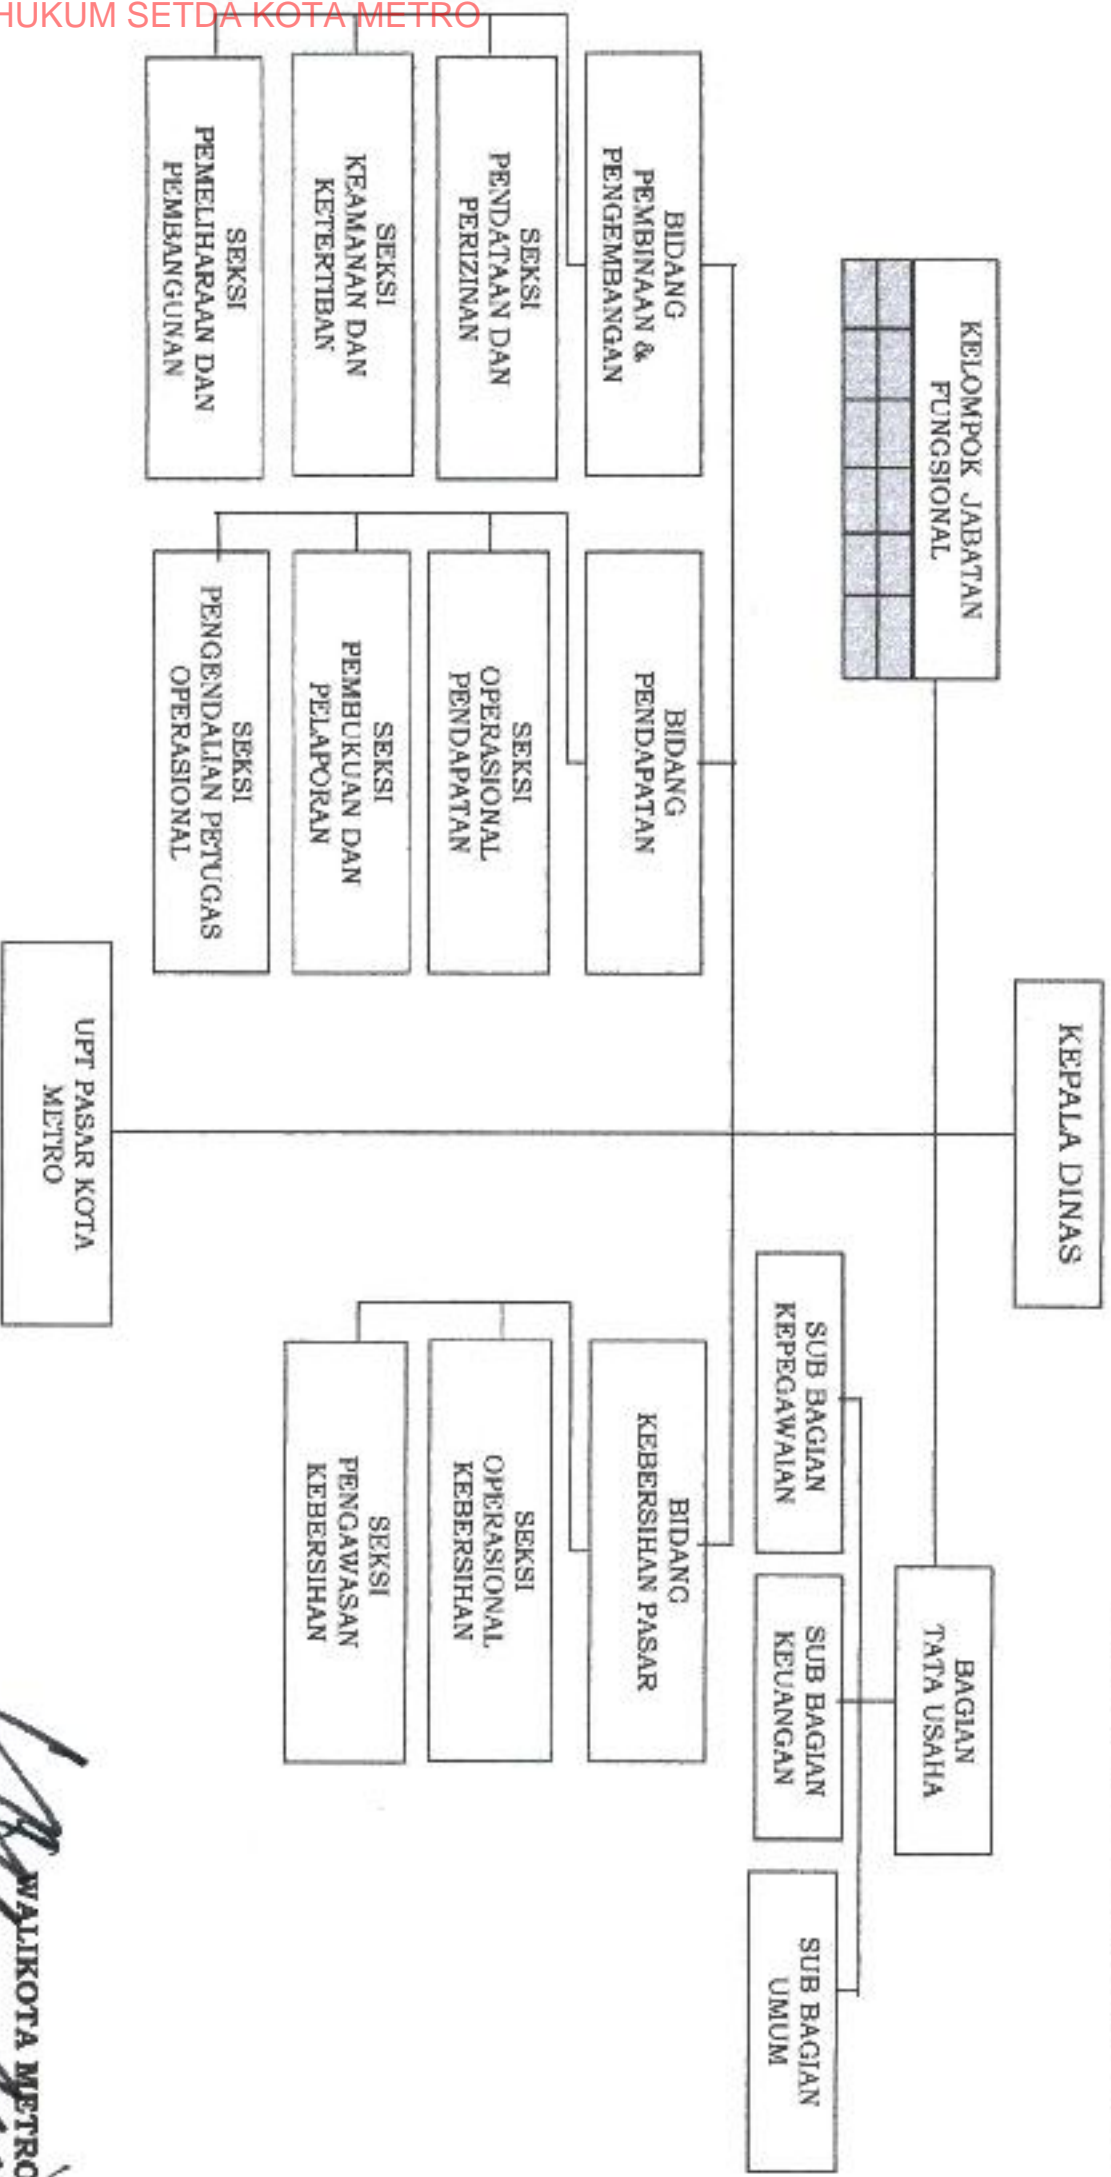 HUKUM SETDA KOTA METRO
KEPALA DINAS
KELOMPOK JABATAN
FUNGSIONAL
BAGIAN
TATA USAHA
SUB BAGIAN
KEPEGAWAIAN
SUB BAGIAN
KEUANGAN
SUB BAGIAN
UMUM
BIDANG
PEMBINAAN &
PENGEMBANGAN
SEKSI
PENDATAAN DAN
PERIZINAN
SEKSI
KEAMANAN DAN
KETERTIBAN
SEKSI
PEMELIHARAAN DAN
PEMBANGUNAN
BIDANG
PENDAPATAN
SEKSI
OPERASIONAL
PENDAPATAN
SEKSI
PEMBUKUAN DAN
PELAPORAN
SEKSI
PENGENDALIAN PETUGAS
OPERASIONAL
BIDANG
KEBERSIHAN PASAR
SEKSI
OPERASIONAL
KEBERSIHAN
SEKSI
PENGAWASAN
KEBERSIHAN
UPT PASAR KOTA
METRO
WALIKOTA METRO